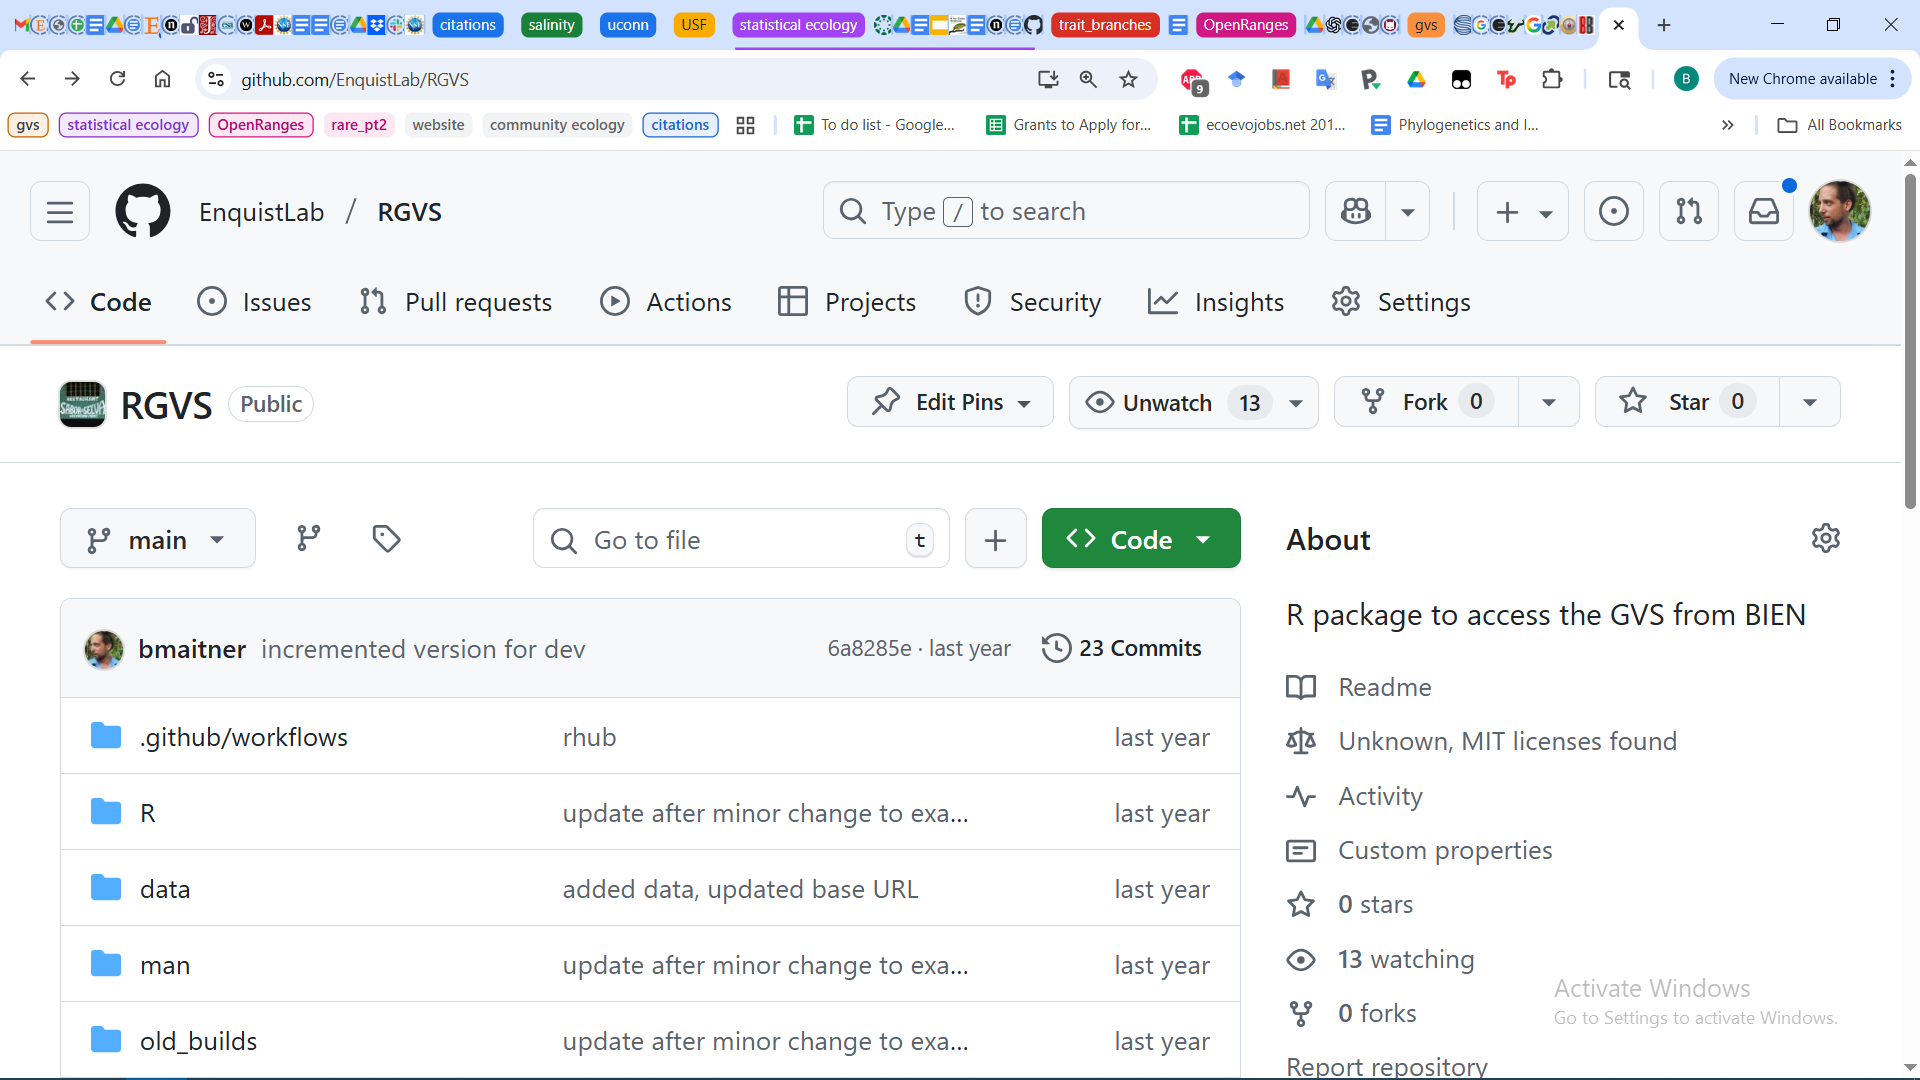 citations salinity uconn USF statistical ecology trait_branches OpenRanges gvs
github.com/EnquistLab/RGVS 9 B New Chrome available
gvs statistical ecology OpenRanges rare_pt2 website community ecology citations To do list - Google... Grants to Apply for... ecoevojobs.net 201... Phylogenetics and I... All Bookmarks
EnquistLab / RGVS Type / to search
Code Issues Pull requests Actions Projects Security Insights Settings
RGVS Public Edit Pins Unwatch 13 Fork 0 Star 0
main Go to file t Code About
R package to access the GVS from BIEN
bmaitner incremented version for dev 6a8285e · last year 23 Commits
Readme
.github/workflows rhub last year
Unknown, MIT licenses found
R update after minor change to exa... last year
Activity
Custom properties
data added data, updated base URL last year
0 stars
man update after minor change to exa... last year
13 watching
Activate Windows
Go to Settings to activate Windows.
0 forks
old_builds update after minor change to exa... last year
Report repository